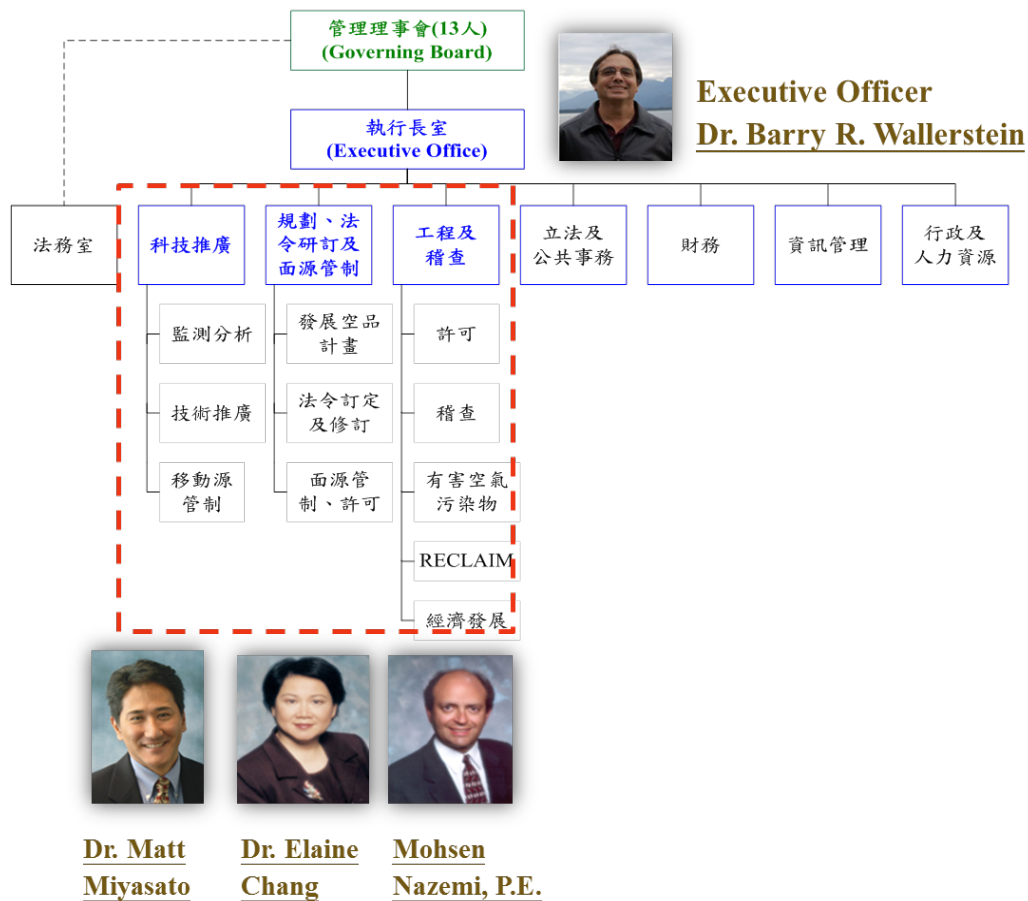 管理理事會(13人)
(Governing Board)
執行長室
(Executive Office)
Executive Officer
Dr. Barry R. Wallerstein
法務室
科技推廣
規劃、法
令研訂及
面源管制
工程及
稽查
立法及
公共事務
財務
資訊管理
行政及
人力資源
監測分析
技術推廣
移動源
管制
發展空品
計畫
法令訂定
及修訂
面源管
制、許可
許可
稽查
有害空氣
污染物
RECLAIM
經濟發展
Dr. Matt
Miyasato
Dr. Elaine
Chang
Mohsen
Nazemi, P.E.